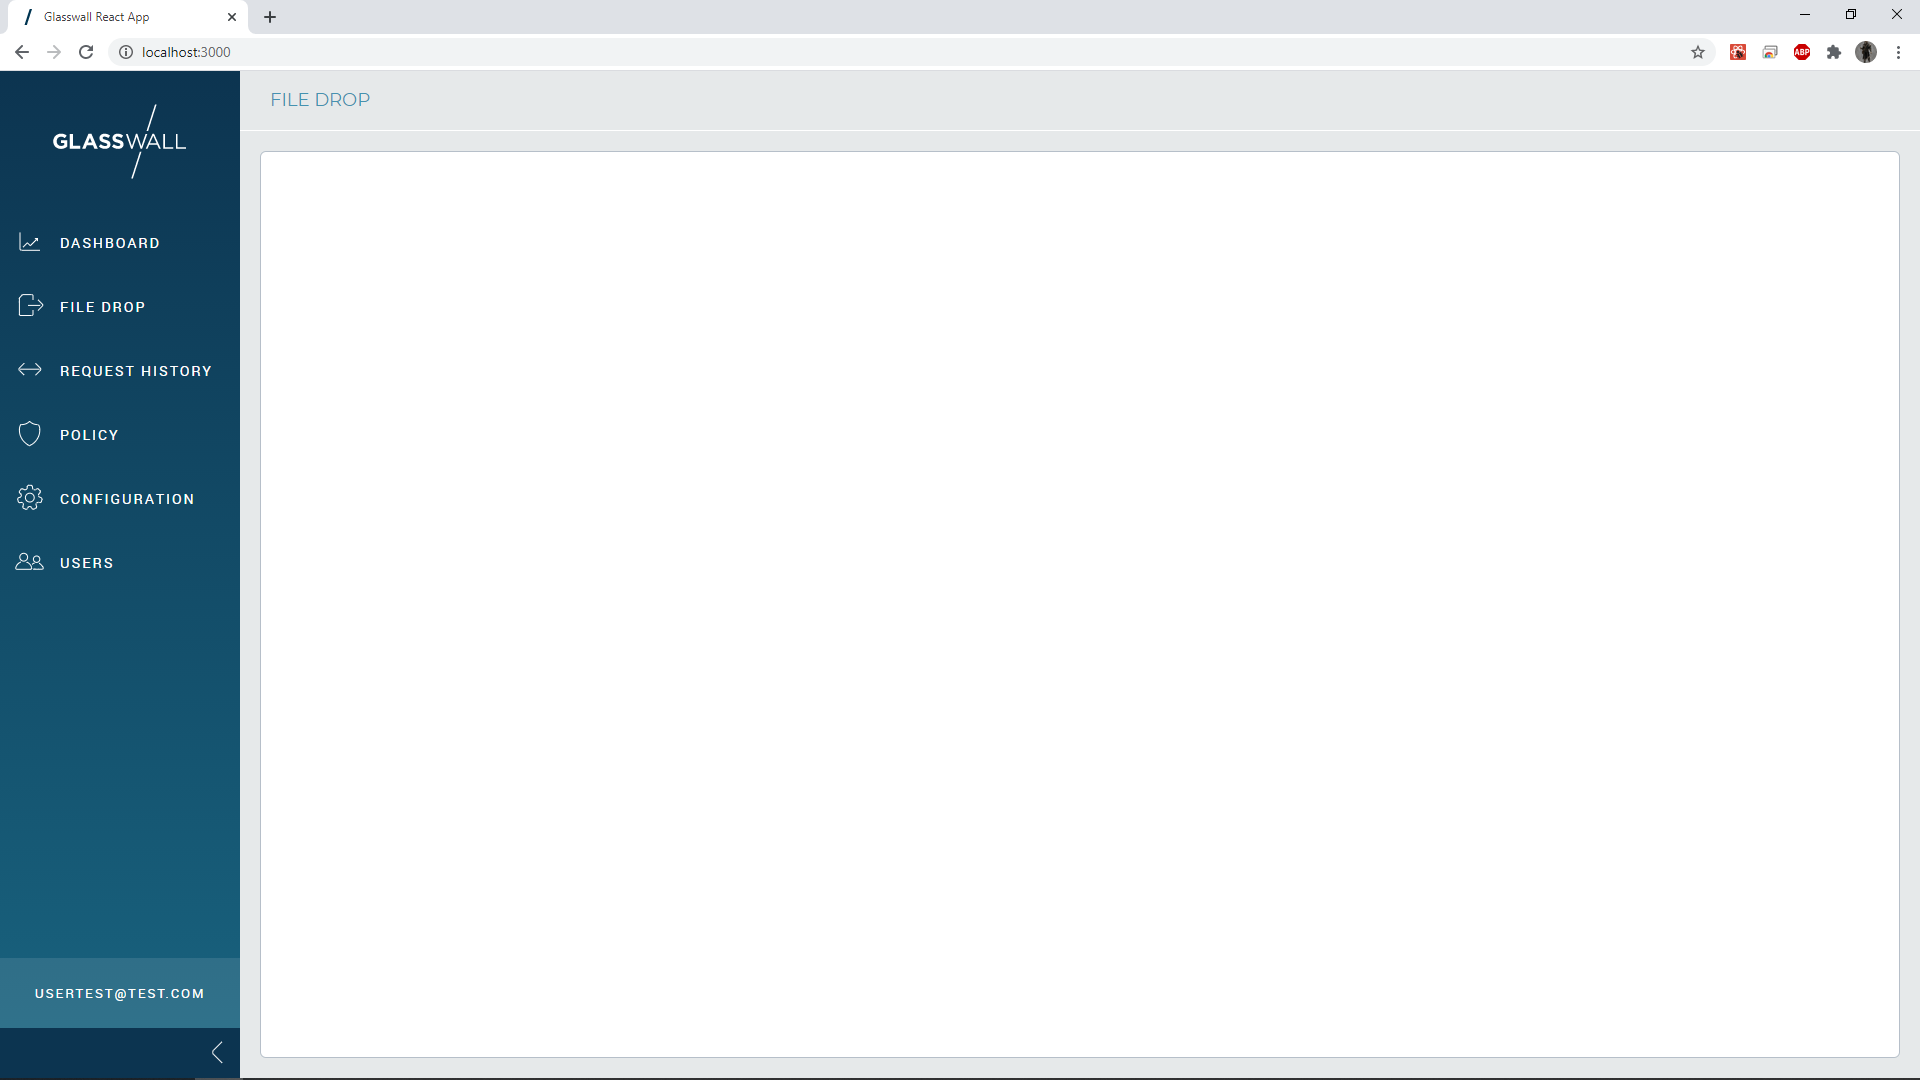 Glasswall React App
localhost:3000
ABP
GLASSWALL
FILE DROP
DASHBOARD
FILE DROP
REQUEST HISTORY
POLICY
CONFIGURATION
USERS
USERTEST@TEST.COM